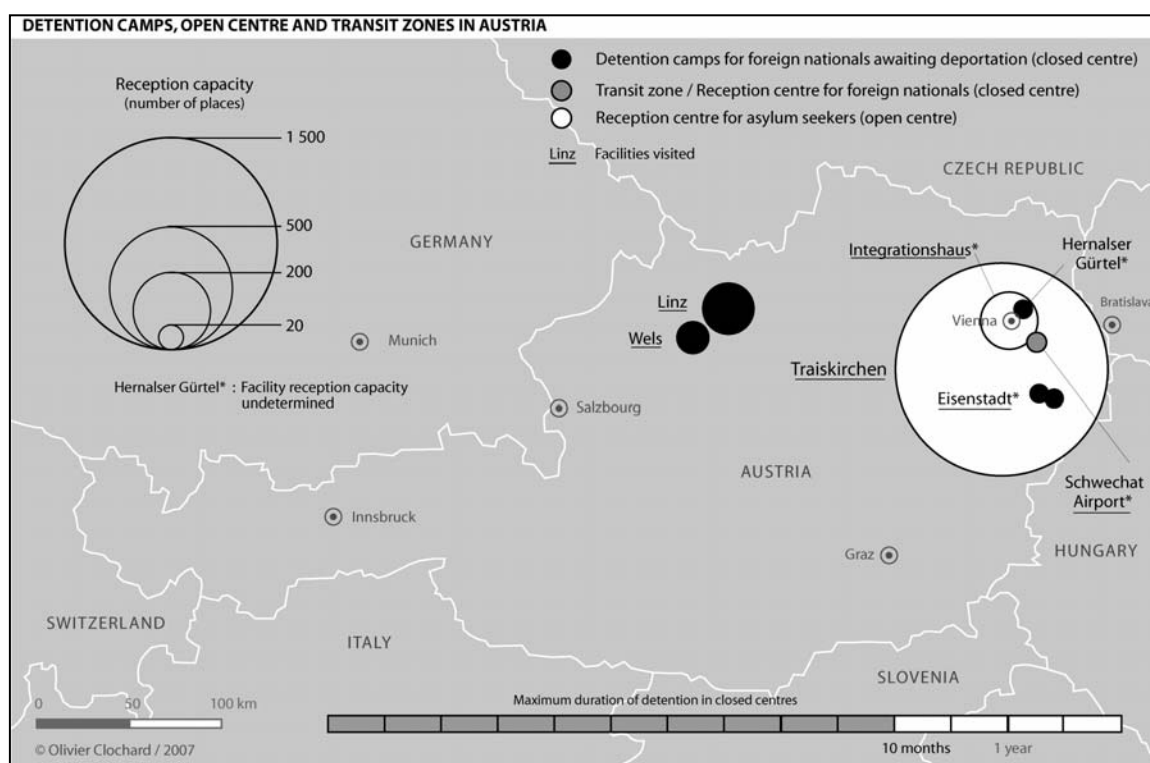 DETENTION CAMPS, OPEN CENTRE AND TRANSIT ZONES IN AUSTRIA
Reception capacity
(number of places)
1 500
500
200
20
Hernalser Gürtel* : Facility reception capacity
undetermined
Detention camps for foreign nationals awaiting deportation (closed centre)
Transit zone / Reception centre for foreign nationals (closed centre)
Reception centre for asylum seekers (open centre)
Linz Facilities visited
CZECH REPUBLIC
GERMANY
Integrationshaus*
Hernalser
Gürtel*
Linz
Wels
Vienna
Bratislava
Munich
Traiskirchen
Eisenstadt*
Salzbourg
AUSTRIA
Schwechat
Airport*
Innsbruck
Graz
HUNGARY
SWITZERLAND
ITALY
SLOVENIA
0 50 100 km
Maximum duration of detention in closed centres
10 months 1 year
© Olivier Clochard / 2007